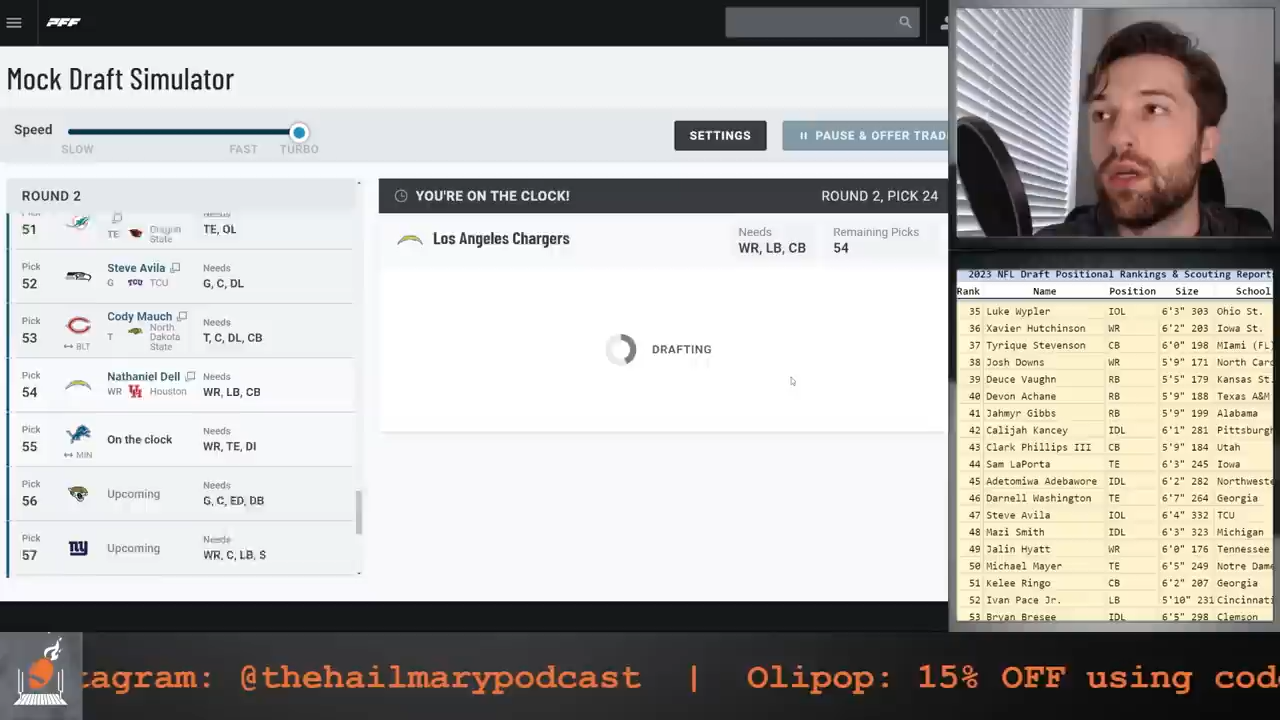 PFF
Mock Draft Simulator
Speed
SLOW FAST TURBO
SETTINGS
PAUSE & OFFER TRAD
ROUND 2
Pick 51 TE Oregon State Needs TE, OL
Pick 52 Steve Avila G TCU TCU Needs G, C, DL
Pick 53 BLT Cody Mauch T North Dakota State Needs T, C, DL, CB
Pick 54 Nathaniel Dell WR Houston Needs WR, LB, CB
Pick 55 MIN On the clock Needs WR, TE, DI
Pick 56 Upcoming Needs G, C, ED, DB
Pick 57 Upcoming Needs WR, C, LB, S
YOU'RE ON THE CLOCK! ROUND 2, PICK 24
Los Angeles Chargers
Needs
WR, LB, CB
Remaining Picks
54
DRAFTING
2023 NFL Draft Positional Rankings & Scouting Report
Rank Name Position Size School
35 Luke Wypler IOL 6'3" 303 Ohio St.
36 Xavier Hutchinson WR 6'2" 203 Iowa St.
37 Tyrique Stevenson CB 6'0" 198 MIami (FL)
38 Josh Downs WR 5'9" 171 North Caro
39 Deuce Vaughn RB 5'5" 179 Kansas St.
40 Devon Achane RB 5'9" 188 Texas A&M
41 Jahmyr Gibbs RB 5'9" 199 Alabama
42 Calijah Kancey IDL 6'1" 281 Pittsburgh
43 Clark Phillips III CB 5'9" 184 Utah
44 Sam LaPorta TE 6'3" 245 Iowa
45 Adetomiwa Adebawore IDL 6'2" 282 Northweste
46 Darnell Washington TE 6'7" 264 Georgia
47 Steve Avila IOL 6'4" 332 TCU
48 Mazi Smith IDL 6'3" 323 Michigan
49 Jalin Hyatt WR 6'0" 176 Tennessee
50 Michael Mayer TE 6'5" 249 Notre Dame
51 Kelee Ringo CB 6'2" 207 Georgia
52 Ivan Pace Jr. LB 5'10" 231 Cincinnati
53 Bryan Bresee IDL 6'5" 298 Clemson
tagram: @thehailmarypodcast | Olipop: 15% OFF using cod